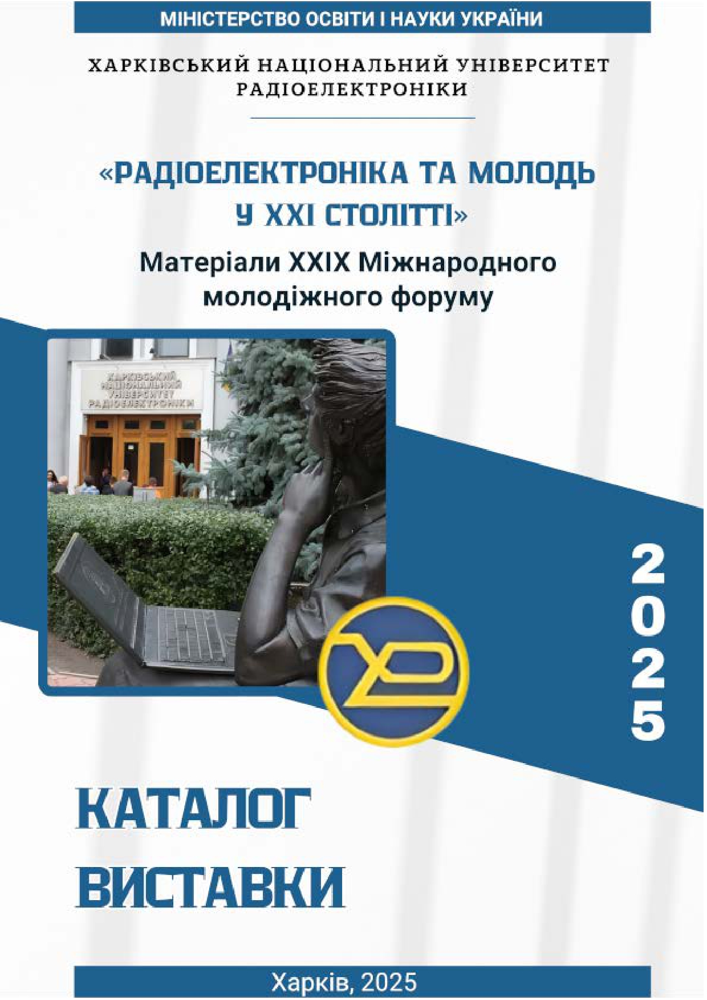 МІНІСТЕРСТВО ОСВІТИ І НАУКИ УКРАЇНИ
ХАРКІВСЬКИЙ НАЦІОНАЛЬНИЙ УНІВЕРСИТЕТ
РАДІОЕЛЕКТРОНІКИ
«РАДІОЕЛЕКТРОНІКА ТА МОЛОДЬ
У ХХІ СТОЛІТТІ»
Матеріали XXIX Міжнародного
молодіжного форуму
ХАРКІВСЬКИЙ
НАЦІОНАЛЬНИЙ
УНІВЕРСИТЕТ
РАДІОЕЛЕКТРОНІКИ
2
0
2
5
КАТАЛОГ
ВИСТАВКИ
Харків, 2025